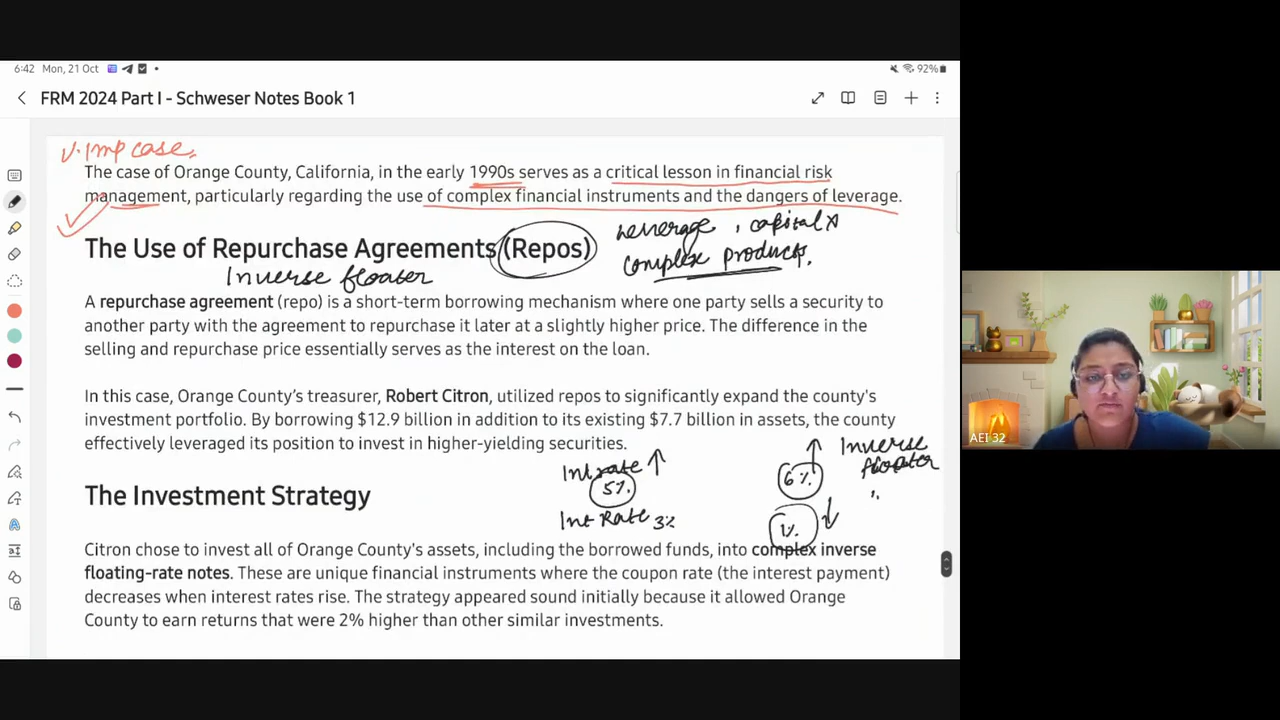 6:42 Mon, 21 Oct
92%
FRM 2024 Part I - Schweser Notes Book 1
V. Imp case.
The case of Orange County, California, in the early 1990s serves as a critical lesson in financial risk
management, particularly regarding the use of complex financial instruments and the dangers of leverage.
Leverage, capital
complex products.
The Use of Repurchase Agreements (Repos)
Inverse floater
A repurchase agreement (repo) is a short-term borrowing mechanism where one party sells a security to
another party with the agreement to repurchase it later at a slightly higher price. The difference in the
selling and repurchase price essentially serves as the interest on the loan.
In this case, Orange County's treasurer, Robert Citron, utilized repos to significantly expand the county's
investment portfolio. By borrowing $12.9 billion in addition to its existing $7.7 billion in assets, the county
effectively leveraged its position to invest in higher-yielding securities.
Int rate ↑
5%
Int Rate 3%
6%
Inverse
floater
The Investment Strategy
Citron chose to invest all of Orange County's assets, including the borrowed funds, into complex inverse
floating-rate notes. These are unique financial instruments where the coupon rate (the interest payment)
decreases when interest rates rise. The strategy appeared sound initially because it allowed Orange
County to earn returns that were 2% higher than other similar investments.
AEI 32